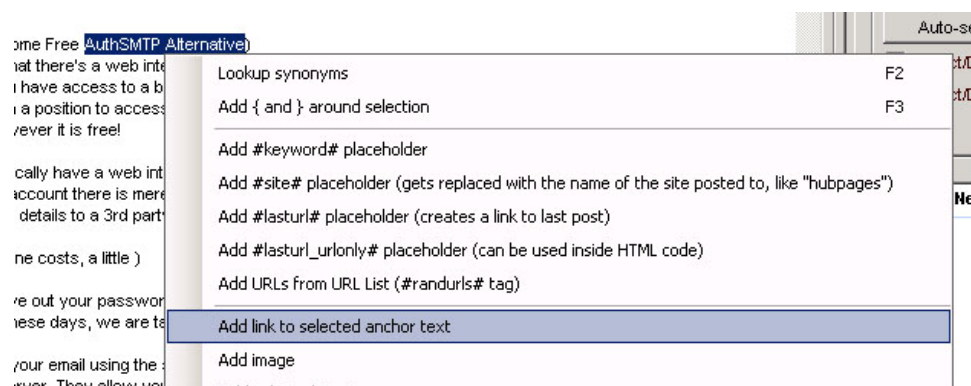 ome Free AuthSMTP Alternative)
Auto-se
hat there's a web inte
have access to a b
a position to access
vever it is free!
cally have a web int
account there is mere
details to a 3rd part
ne costs, a little )
ve out your passwor
hese days, we are ta
your email using the
Lookup synonyms F2
Add { and } around selection F3
Add #keyword# placeholder
Add #site# placeholder (gets replaced with the name of the site posted to, like "hubpages")
Add #lasturl# placeholder (creates a link to last post)
Add #lasturl_urlonly# placeholder (can be used inside HTML code)
Add URLs from URL List (#randurls# tag)
Add link to selected anchor text
Add image
ct/D
ct/D
Ne